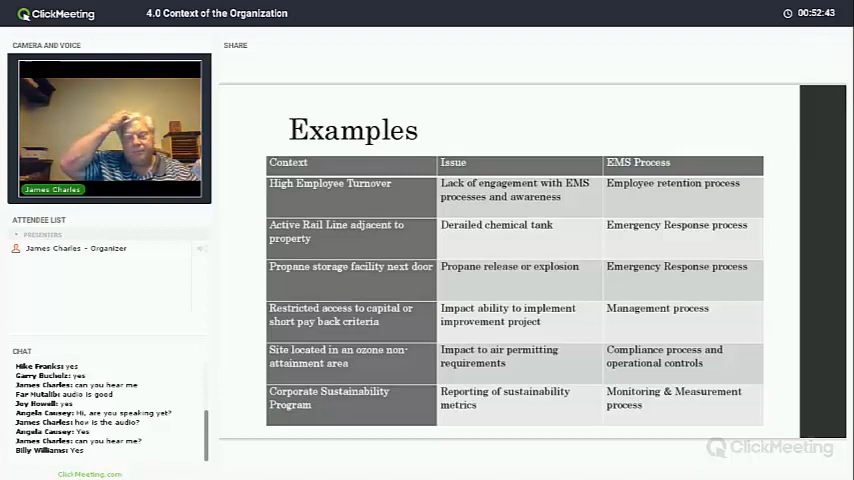 ClickMeeting
4.0 Context of the Organization
00:52:43
CAMERA AND VOICE
SHARE
James Charles
ATTENDEE LIST
PRESENTERS
James Charles - Organizer
CHAT
Mike Franks: yes
Garry Bucholz: yes
James Charles: can you hear me
Far Mutalib: audio is good
Joy Howell: yes
Angela Causey: Hi, are you speaking yet?
James Charles: how is the audio?
Angela Causey: Yes
James Charles: can you hear me?
Billy Williams: Yes
ClickMeeting.com
Examples
Context Issue EMS Process
High Employee Turnover Lack of engagement with EMS Employee retention process
processes and awareness
Active Rail Line adjacent to Derailed chemical tank Emergency Response process
property
Propane storage facility next door Propane release or explosion Emergency Response process
Restricted access to capital or Impact ability to implement Management process
short pay back criteria improvement project
Site located in an ozone non- Impact to air permitting Compliance process and
attainment area requirements operational controls
Corporate Sustainability Reporting of sustainability Monitoring & Measurement
Program metrics process
ClickMeeting